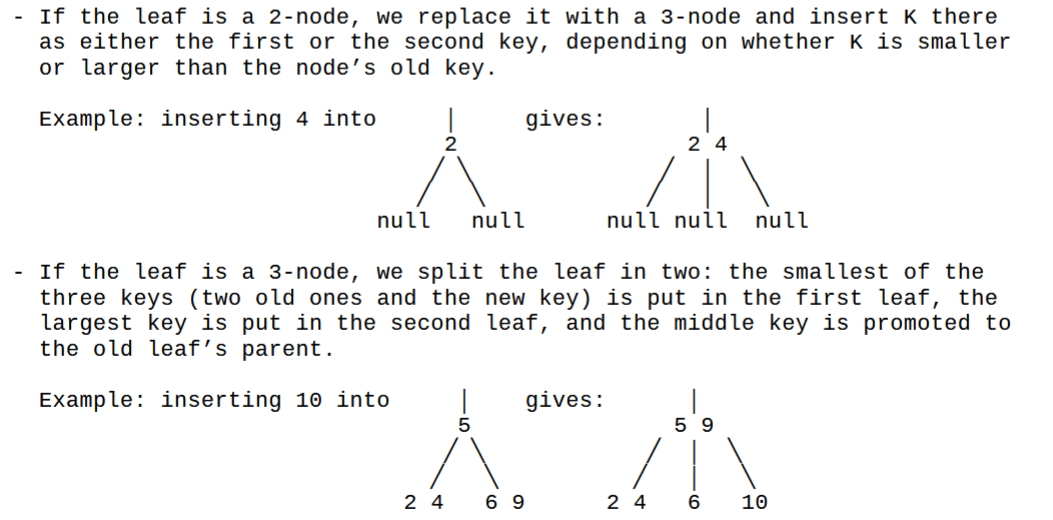 - If the leaf is a 2-node, we replace it with a 3-node and insert K there
as either the first or the second key, depending on whether K is smaller
or larger than the node's old key.
Example: inserting 4 into | gives: |
2 2 4
/ \ / | \
null null null null null
- If the leaf is a 3-node, we split the leaf in two: the smallest of the
three keys (two old ones and the new key) is put in the first leaf, the
largest key is put in the second leaf, and the middle key is promoted to
the old leaf's parent.
Example: inserting 10 into | gives: |
5 5 9
/ \ / | \
/ \ / | \
2 4 6 9 2 4 6 10